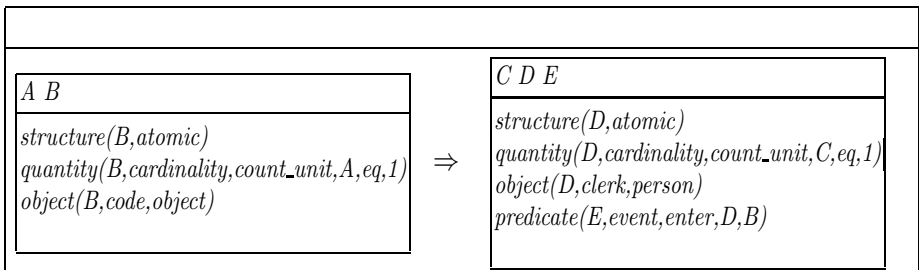 A B
structure(B,atomic)
quantity(B,cardinality,count_unit,A,eq,1)
object(B,code,object)
⇒
C D E
structure(D,atomic)
quantity(D,cardinality,count_unit,C,eq,1)
object(D,clerk,person)
predicate(E,event,enter,D,B)